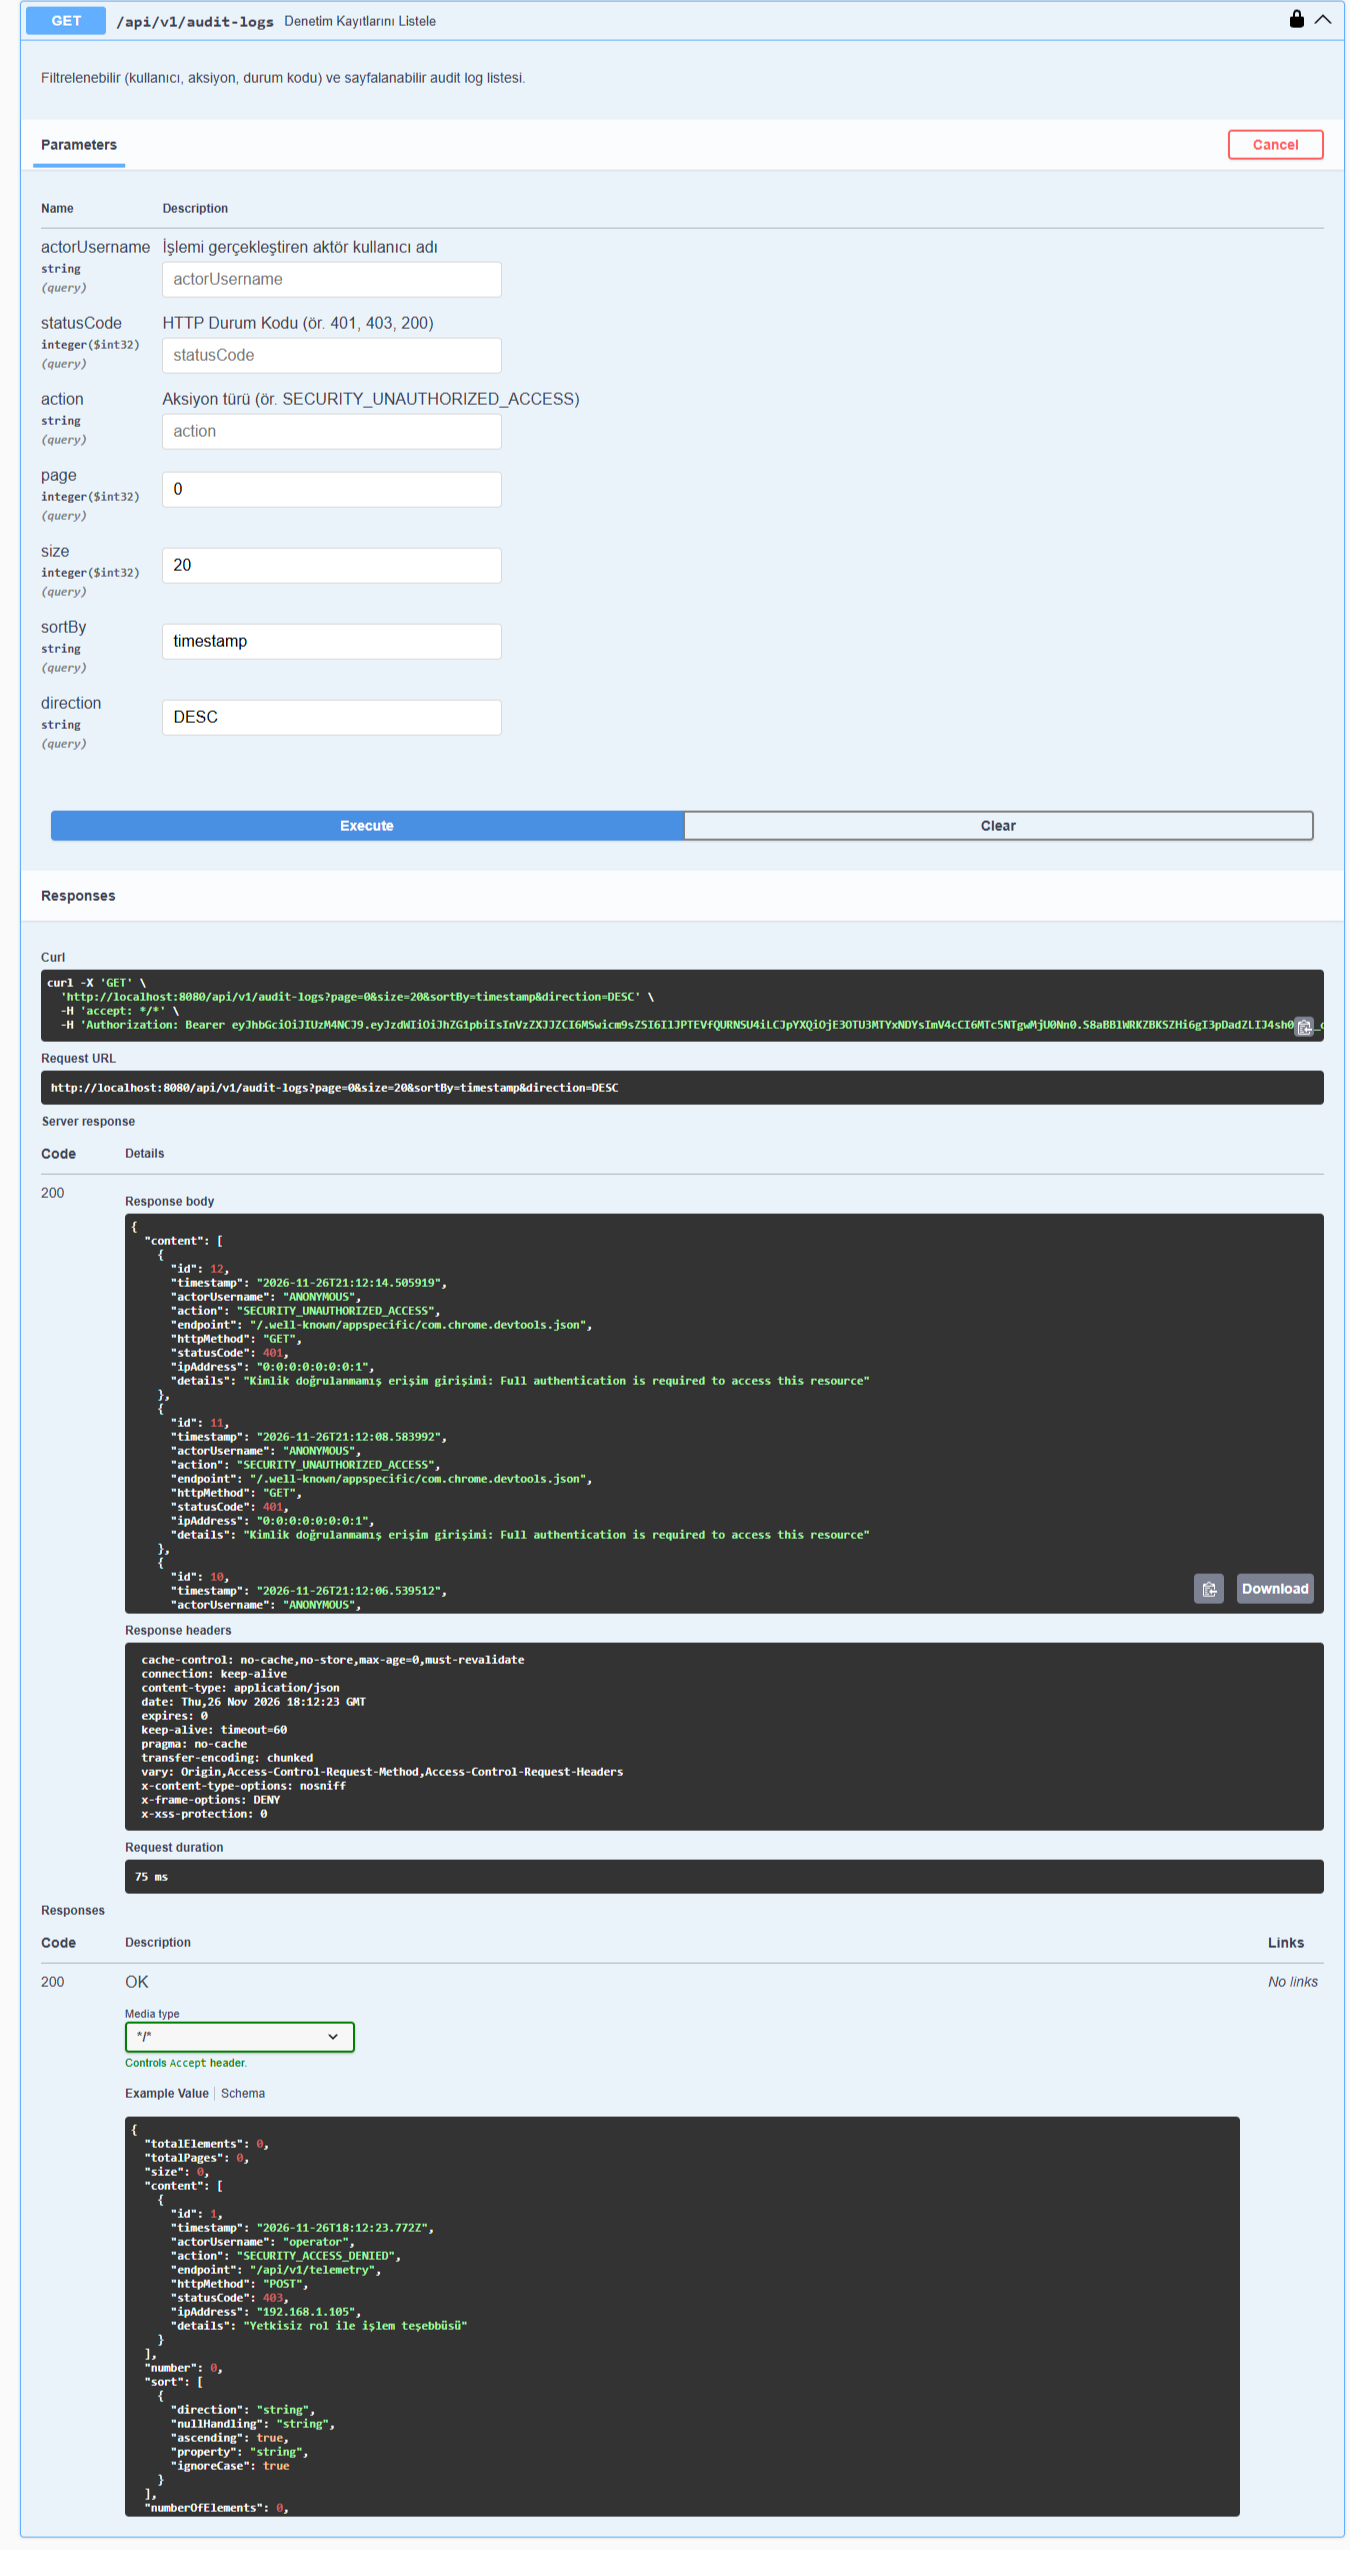 GET /api/v1/audit-logs Denetim Kayıtlarını Listele
Filtrelenebilir (kullanıcı, aksiyon, durum kodu) ve sayfalanabilir audit log listesi.
Parameters
Cancel
Name Description
actorUsername İşlemi gerçekleştiren aktör kullanıcı adı
string
(query)
actorUsername
statusCode HTTP Durum Kodu (ör. 401, 403, 200)
integer($int32)
(query)
statusCode
action Aksiyon türü (ör. SECURITY_UNAUTHORIZED_ACCESS)
string
(query)
action
page
integer($int32)
(query)
0
size
integer($int32)
(query)
20
sortBy
string
(query)
timestamp
direction
string
(query)
DESC
Execute Clear
Responses
Curl
curl -X 'GET' \
'http://localhost:8080/api/v1/audit-logs?page=0&size=20&sortBy=timestamp&direction=DESC' \
-H 'accept: */*' \
-H 'Authorization: Bearer
Request URL
http://localhost:8080/api/v1/audit-logs?page=0&size=20&sortBy=timestamp&direction=DESC
Server response
Code Details
200
Response body
{
"content": [
{
"id": 12,
"timestamp": "2026-11-26T21:12:14.505919",
"actorUsername": "ANONYMOUS",
"action": "SECURITY_UNAUTHORIZED_ACCESS",
"endpoint": "/.well-known/appspecific/com.chrome.devtools.json",
"httpMethod": "GET",
"statusCode": 401,
"ipAddress": "0:0:0:0:0:0:0:1",
"details": "Kimlik doğrulanmamış erişim girişimi: Full authentication is required to access this resource"
},
{
"id": 11,
"timestamp": "2026-11-26T21:12:08.583992",
"actorUsername": "ANONYMOUS",
"action": "SECURITY_UNAUTHORIZED_ACCESS",
"endpoint": "/.well-known/appspecific/com.chrome.devtools.json",
"httpMethod": "GET",
"statusCode": 401,
"ipAddress": "0:0:0:0:0:0:0:1",
"details": "Kimlik doğrulanmamış erişim girişimi: Full authentication is required to access this resource"
},
{
"id": 10,
"timestamp": "2026-11-26T21:12:06.539512",
"actorUsername": "ANONYMOUS",
Download
Response headers
cache-control: no-cache,no-store,max-age=0,must-revalidate
connection: keep-alive
content-type: application/json
date: Thu,26 Nov 2026 18:12:23 GMT
expires: 0
keep-alive: timeout=60
pragma: no-cache
transfer-encoding: chunked
vary: Origin,Access-Control-Request-Method,Access-Control-Request-Headers
x-content-type-options: nosniff
x-frame-options: DENY
x-xss-protection: 0
Request duration
75 ms
Responses
Code Description Links
200 OK No links
Media type
*/*
Controls Accept header.
Example Value Schema
{
"totalElements": 0,
"totalPages": 0,
"size": 0,
"content": [
{
"id": 1,
"timestamp": "2026-11-26T18:12:23.772Z",
"actorUsername": "operator",
"action": "SECURITY_ACCESS_DENIED",
"endpoint": "/api/v1/telemetry",
"httpMethod": "POST",
"statusCode": 403,
"ipAddress": "192.168.1.105",
"details": "Yetkisiz rol ile işlem teşebbüsü"
}
],
"number": 0,
"sort": [
{
"direction": "string",
"nullHandling": "string",
"ascending": true,
"property": "string",
"ignoreCase": true
}
],
"numberOfElements": 0,